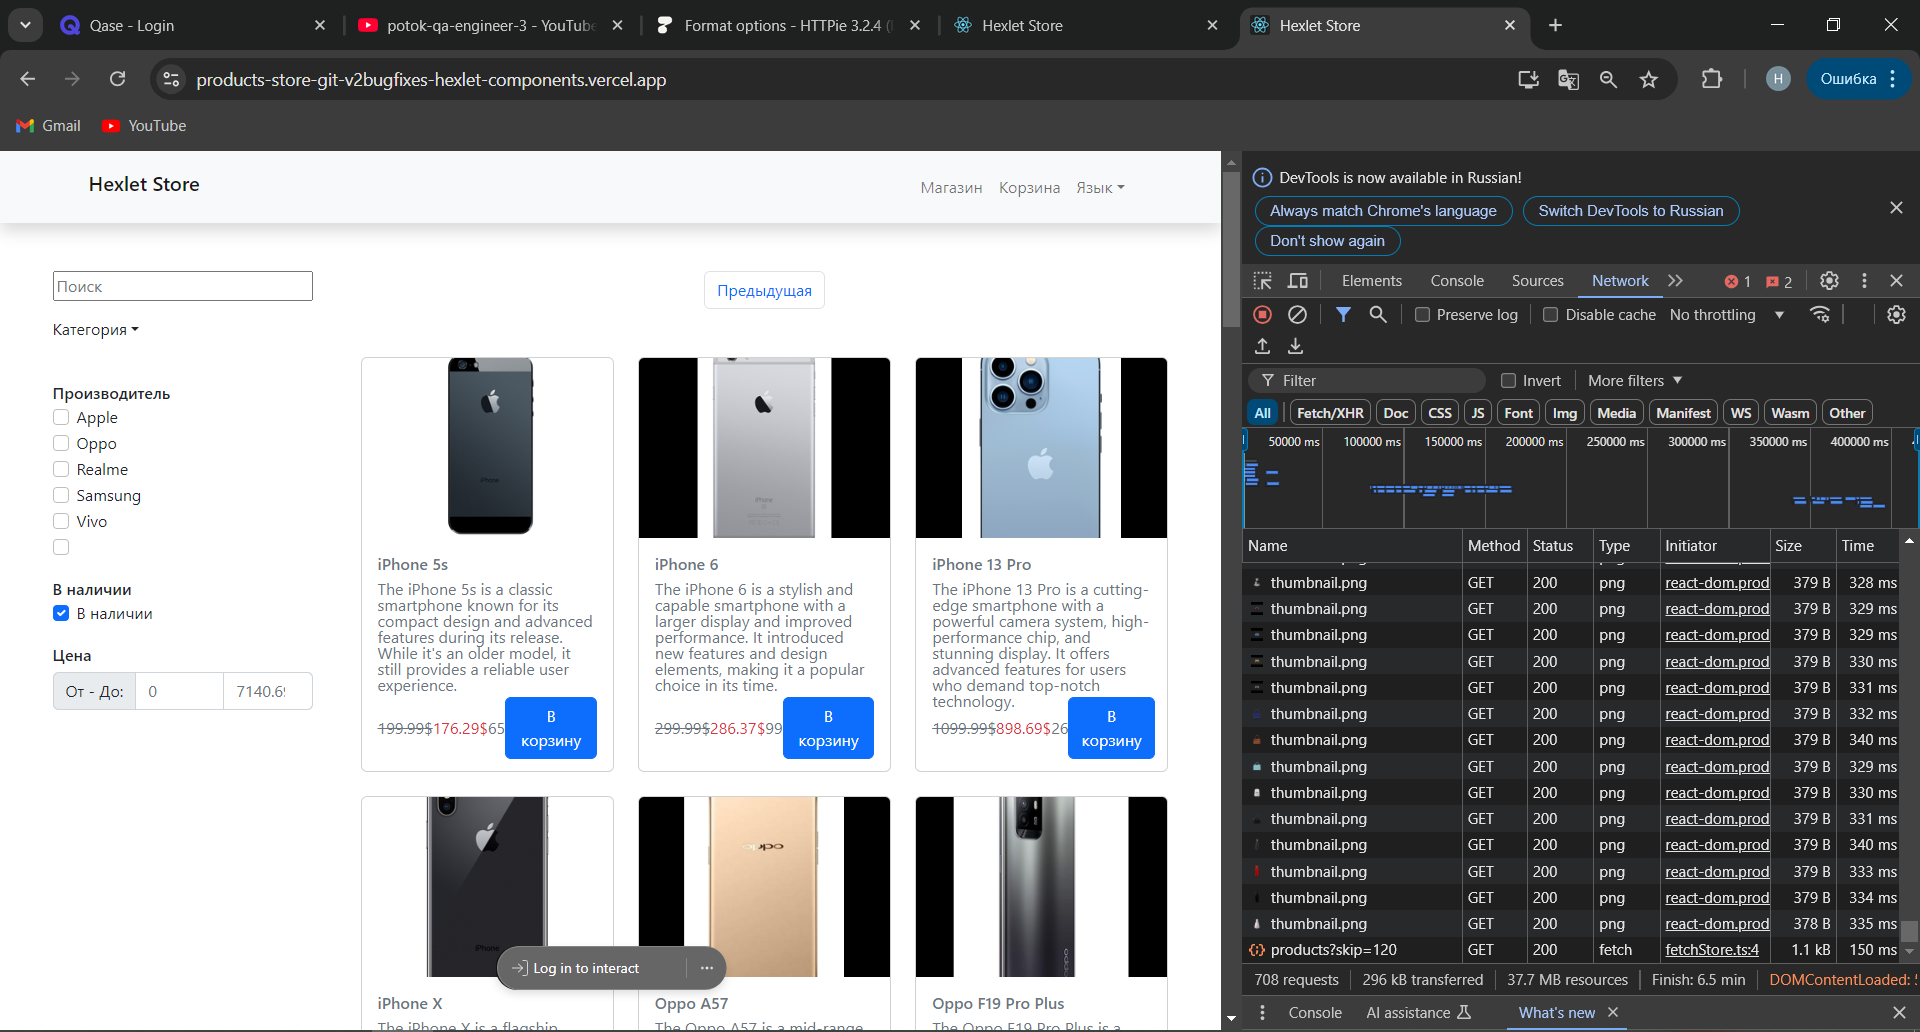 Qase - Login
potok-qa-engineer-3 - YouTube
Format options - HTTPie 3.2.4 (
Hexlet Store
Hexlet Store
products-store-git-v2bugfixes-hexlet-components.vercel.app
H
Ошибка
Gmail
YouTube
Hexlet Store
Магазин
Корзина
Язык
Поиск
Предыдущая
Категория
Производитель
Apple
Oppo
Realme
Samsung
Vivo
В наличии
В наличии
Цена
От - До:
0
7140.6
iPhone 5s
The iPhone 5s is a classic
smartphone known for its
compact design and advanced
features during its release.
While it's an older model, it
still provides a reliable user
experience.
199.99$176.29$65
В
корзину
iPhone 6
The iPhone 6 is a stylish and
capable smartphone with a
larger display and improved
performance. It introduced
new features and design
elements, making it a popular
choice in its time.
299.99$286.37$99
В
корзину
iPhone 13 Pro
The iPhone 13 Pro is a cutting-
edge smartphone with a
powerful camera system, high-
performance chip, and
stunning display. It offers
advanced features for users
who demand top-notch
technology.
1099.99$898.69$26
В
корзину
oppo
iPhone X
The iPhone X is a flagship
Oppo A57
The Oppo A57 is a mid-range
Oppo F19 Pro Plus
The Oppo F19 Pro Plus is a
Log in to interact
DevTools is now available in Russian!
Always match Chrome's language
Switch DevTools to Russian
Don't show again
Elements
Console
Sources
Network
1
2
Preserve log
Disable cache
No throttling
Filter
Invert
More filters
All
Fetch/XHR
Doc
CSS
JS
Font
Img
Media
Manifest
WS
Wasm
Other
50000 ms
100000 ms
150000 ms
200000 ms
250000 ms
300000 ms
350000 ms
400000 ms
Name Method Status Type Initiator Size Time
thumbnail.png GET 200 png react-dom.prod 379 B 328 ms
thumbnail.png GET 200 png react-dom.prod 379 B 329 ms
thumbnail.png GET 200 png react-dom.prod 379 B 329 ms
thumbnail.png GET 200 png react-dom.prod 379 B 330 ms
thumbnail.png GET 200 png react-dom.prod 379 B 331 ms
thumbnail.png GET 200 png react-dom.prod 379 B 332 ms
thumbnail.png GET 200 png react-dom.prod 379 B 340 ms
thumbnail.png GET 200 png react-dom.prod 379 B 329 ms
thumbnail.png GET 200 png react-dom.prod 379 B 330 ms
thumbnail.png GET 200 png react-dom.prod 379 B 331 ms
thumbnail.png GET 200 png react-dom.prod 379 B 340 ms
thumbnail.png GET 200 png react-dom.prod 379 B 333 ms
thumbnail.png GET 200 png react-dom.prod 379 B 334 ms
thumbnail.png GET 200 png react-dom.prod 378 B 335 ms
products?skip=120 GET 200 fetch fetchStore.ts:4 1.1 kB 150 ms
708 requests
296 kB transferred
37.7 MB resources
Finish: 6.5 min
DOMContentLoaded:
Console
AI assistance
What's new